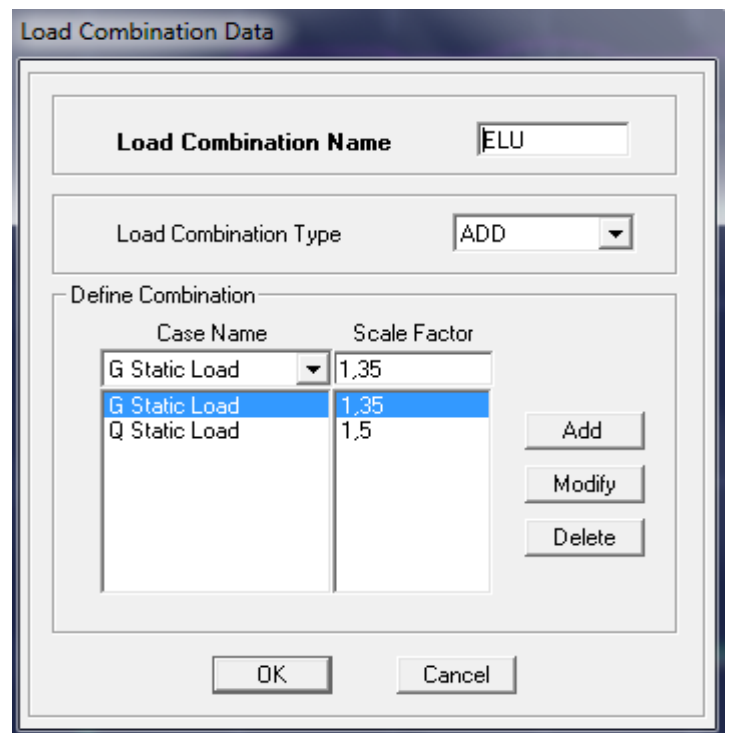 Load Combination Data
Load Combination Name ELU
Load Combination Type ADD
Define Combination
Case Name Scale Factor
G Static Load 1,35
G Static Load 1,35
Q Static Load 1,5
Add
Modify
Delete
OK Cancel